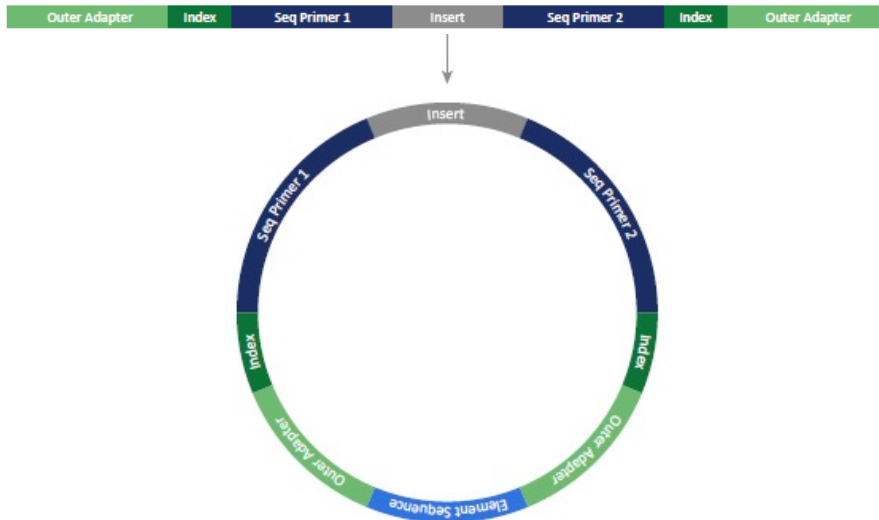 Outer Adapter Index Seq Primer 1 Insert Seq Primer 2 Index Outer Adapter
Insert
Seq Primer 1
Seq Primer 2
Index
Index
Outer Adapter
Outer Adapter
Element Sequence